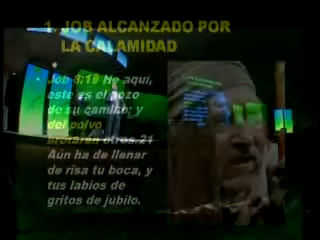 1. JOB ALCANZADO POR
LA CALAMIDAD
Job 8:19 He aquí,
este es el gozo
de su camino; y
del polvo
brotarán otros.21
Aún ha de llenar
de risa tu boca, y
tus labios de
gritos de júbilo.